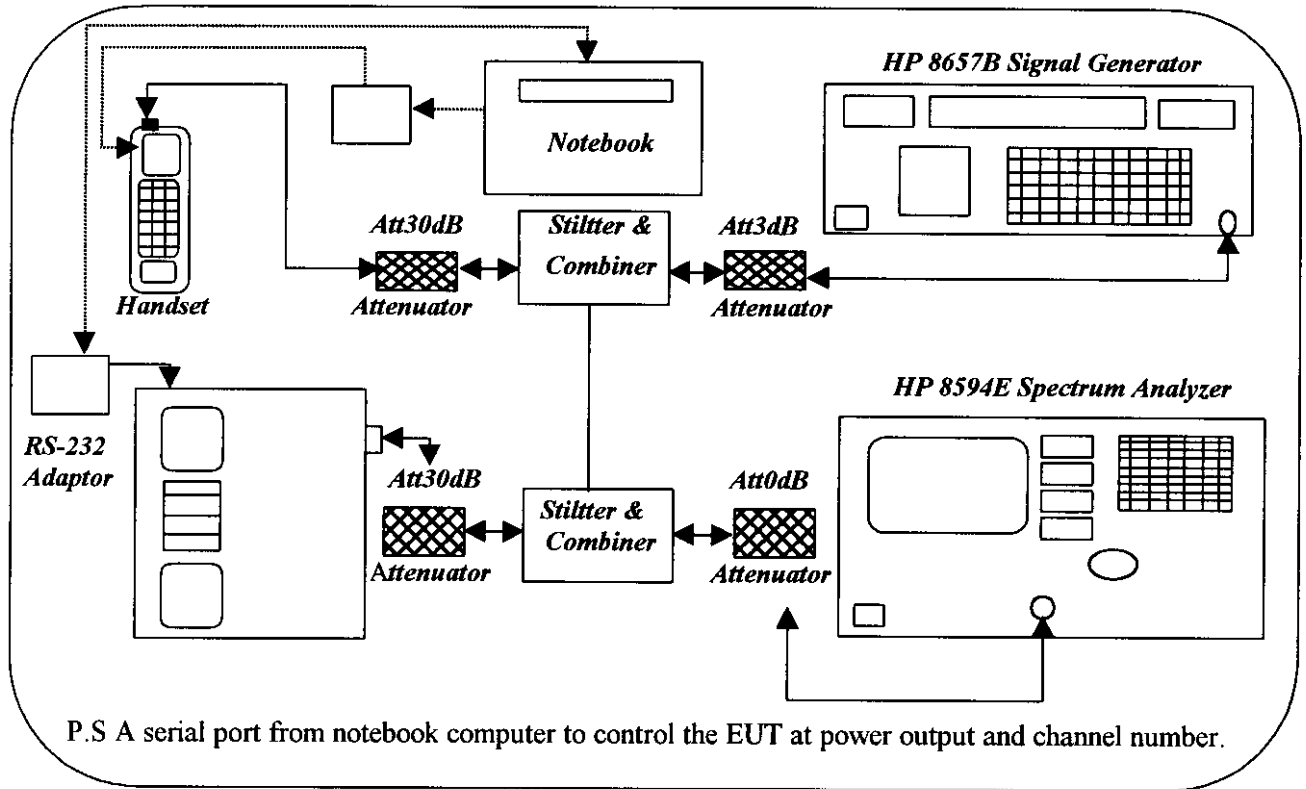 HP 8657B Signal Generator
Notebook
Att30dB
Stiltter &
Combiner
Att3dB
Attenuator
Attenuator
Handset
HP 8594E Spectrum Analyzer
RS-232
Adaptor
Att30dB
Stiltter &
Combiner
Att0dB
Attenuator
Attenuator
P.S A serial port from notebook computer to control the EUT at power output and channel number.